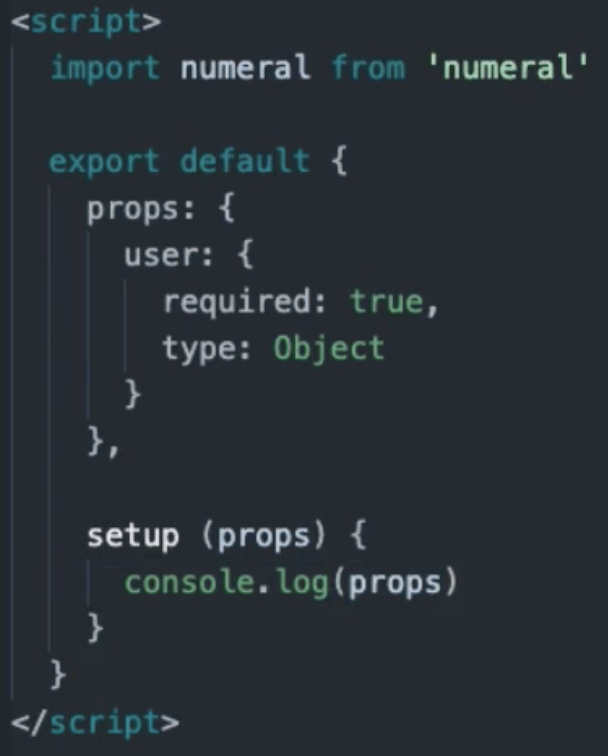 <script>
import numeral from 'numeral'
export default {
props: {
user: {
required: true,
type: Object
}
},
setup (props) {
console.log(props)
}
}
</script>